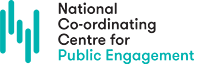 National
Co-ordinating
Centre for
Public Engagement